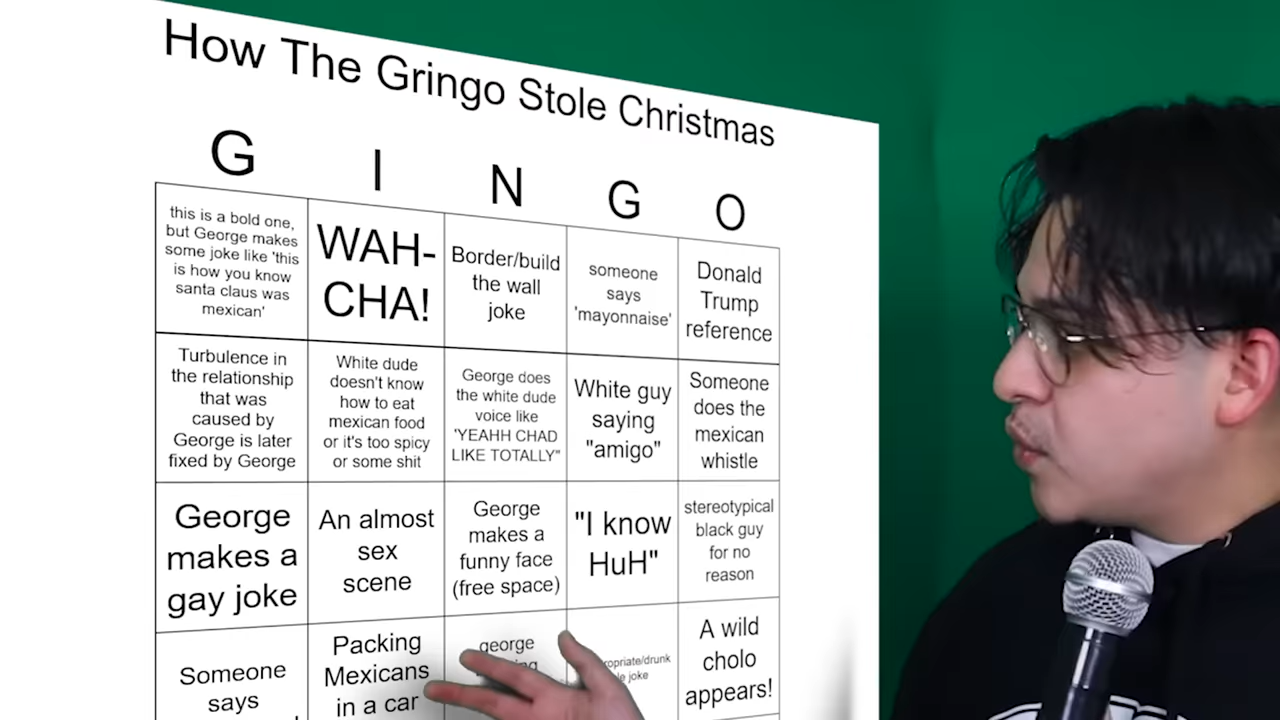 How The Gringo Stole Christmas
G I N G O
this is a bold one,
but George makes
some joke like 'this
is how you know
santa claus was
mexican'
WAH-
CHA!
Border/build
the wall
joke
someone
says
'mayonnaise'
Donald
Trump
reference
Turbulence in
the relationship
that was
caused by
George is later
fixed by George
White dude
doesn't know
how to eat
mexican food
or it's too spicy
or some shit
George does
the white dude
voice like
'YEAHH CHAD
LIKE TOTALLY"
White guy
saying
"amigo"
Someone
does the
mexican
whistle
George
makes a
gay joke
An almost
sex
scene
George
makes a
funny face
(free space)
"I know
HuH"
stereotypical
black guy
for no
reason
Someone
says
Packing
Mexicans
in a car
george
joke
A wild
cholo
appears!